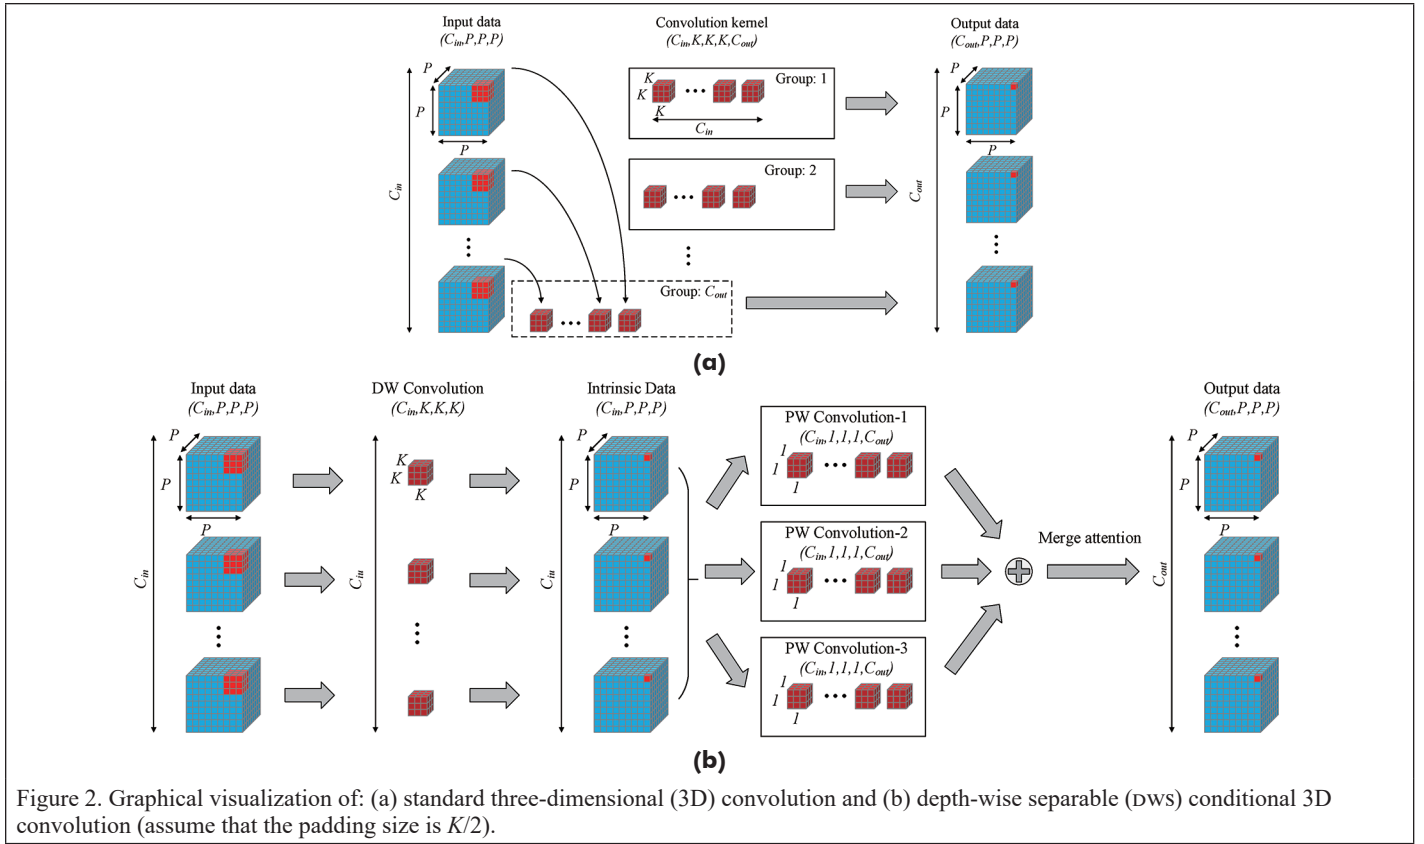 Input data
(Cin,P,P,P)
Convolution kernel
(Cin,K,K,K,Cout)
Output data
(Cout,P,P,P)
P
P
P
Cin
K
K
K
Cin
Group: 1
Group: 2
Group: Cout
P
P
P
Cout
(a)
Input data
(Cin,P,P,P)
DW Convolution
(Cin,K,K,K)
Intrinsic Data
(Cin,P,P,P)
Output data
(Cout,P,P,P)
P
P
P
Cin
K
K
K
Ciu
P
P
P
Ciu
PW Convolution-1
(Cin,1,1,1,Cout)
1
1
1
PW Convolution-2
(Cin,1,1,1,Cout)
1
1
1
PW Convolution-3
(Cin,1,1,1,Cout)
1
1
1
Merge attention
P
P
P
Cout
(b)
Figure 2. Graphical visualization of: (a) standard three-dimensional (3D) convolution and (b) depth-wise separable (DWS) conditional 3D
convolution (assume that the padding size is K/2).